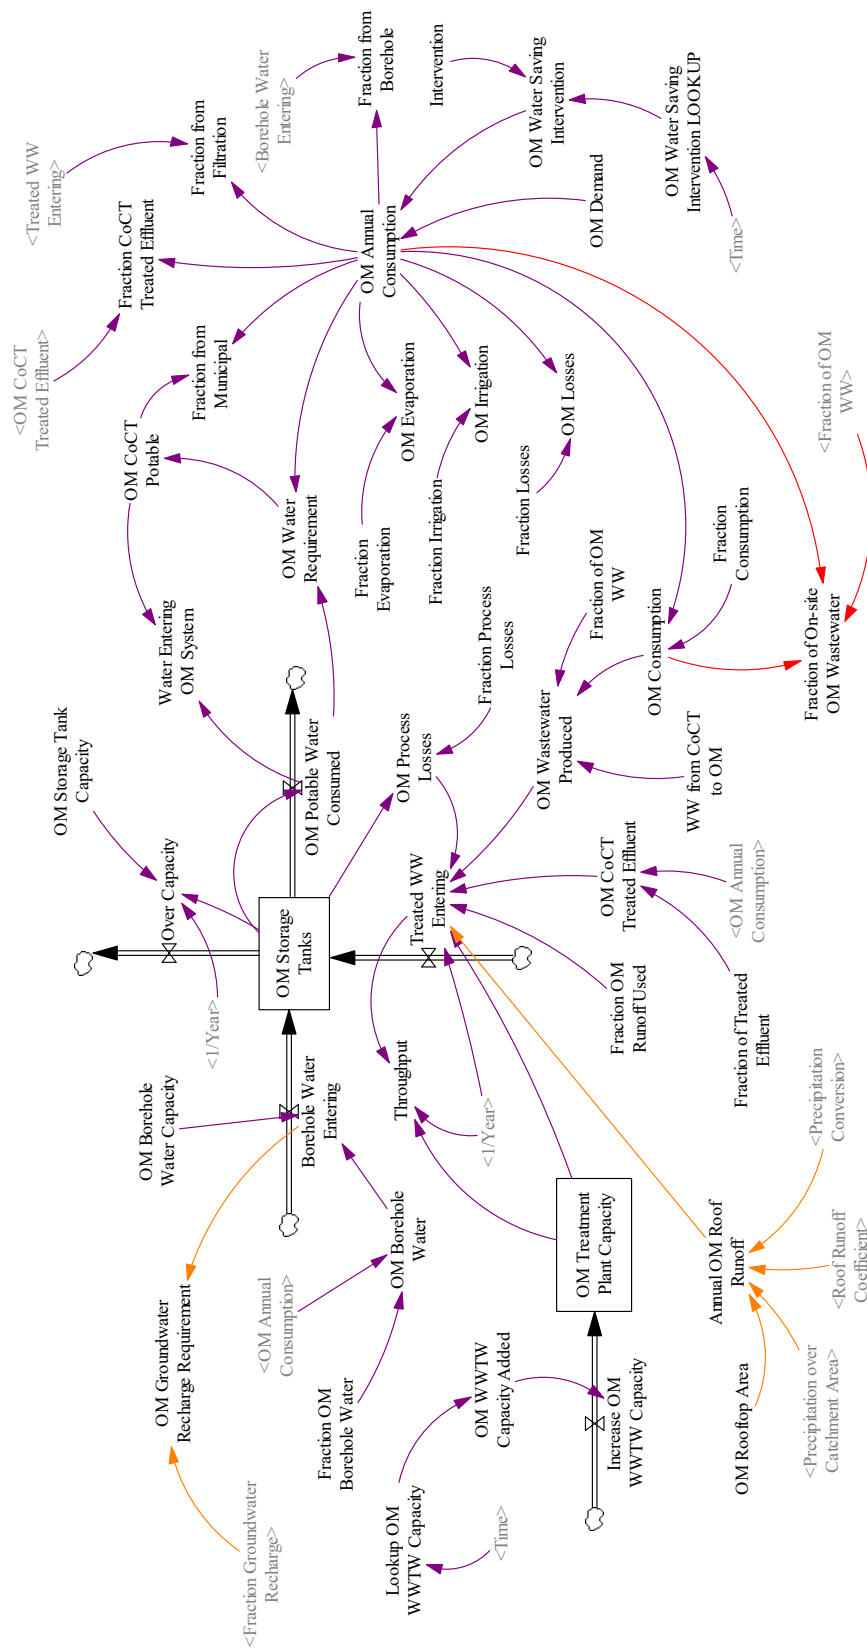 <Treated WW
Entering>
<Borehole Water
Entering>
Fraction from
Borehole
Intervention
OM Water Saving
Intervention
OM Water Saving
Intervention LOOKUP
<Time>
Fraction from
Filtration
<OM CoCT
Treated Effluent>
Fraction CoCT
Treated Effluent
OM Annual
Consumption
OM Demand
Fraction from
Municipal
OM CoCT
Potable
OM Evaporation
OM Irrigation
OM Losses
<Fraction of OM
WW>
OM Water
Requirement
Fraction
Evaporation
Fraction Irrigation
Fraction Losses
Fraction
Consumption
Water Entering
OM System
Fraction of OM
WW
OM Consumption
Fraction of On-site
OM Wastewater
Fraction Process
Losses
OM Storage Tank
Capacity
OM Potable Water
Consumed
OM Process
Losses
OM Wastewater
Produced
WW from CoCT
to OM
Over Capacity
OM Storage
Tanks
Treated WW
Entering
OM CoCT
Treated Effluent
<OM Annual
Consumption>
<1/Year>
Fraction OM
Runoff Used
Fraction of Treated
Effluent
OM Borehole
Water Capacity
Borehole Water
Entering
Throughput
<1/Year>
<Precipitation
Conversion>
OM Borehole
Water
OM Treatment
Plant Capacity
Annual OM Roof
Runoff
<Roof Runoff
Coefficient>
OM Groundwater
Recharge Requirement
<OM Annual
Consumption>
Fraction OM
Borehole Water
OM WWTW
Capacity Added
Increase OM
WWTW Capacity
OM Rooftop Area
<Precipitation over
Catchment Area>
<Fraction Groundwater
Recharge>
Lookup OM
WWTW Capacity
<Time>